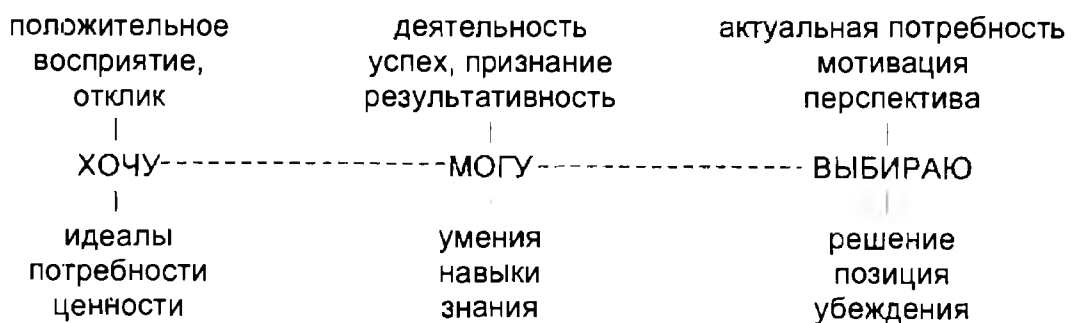 положительное
восприятие,
отклик
деятельность
успех, признание
результативность
актуальная потребность
мотивация
перспектива
ХОЧУ------------------МОГУ-----------------ВЫБИРАЮ
идеалы
потребности
ценности
умения
навыки
знания
решение
позиция
убеждения